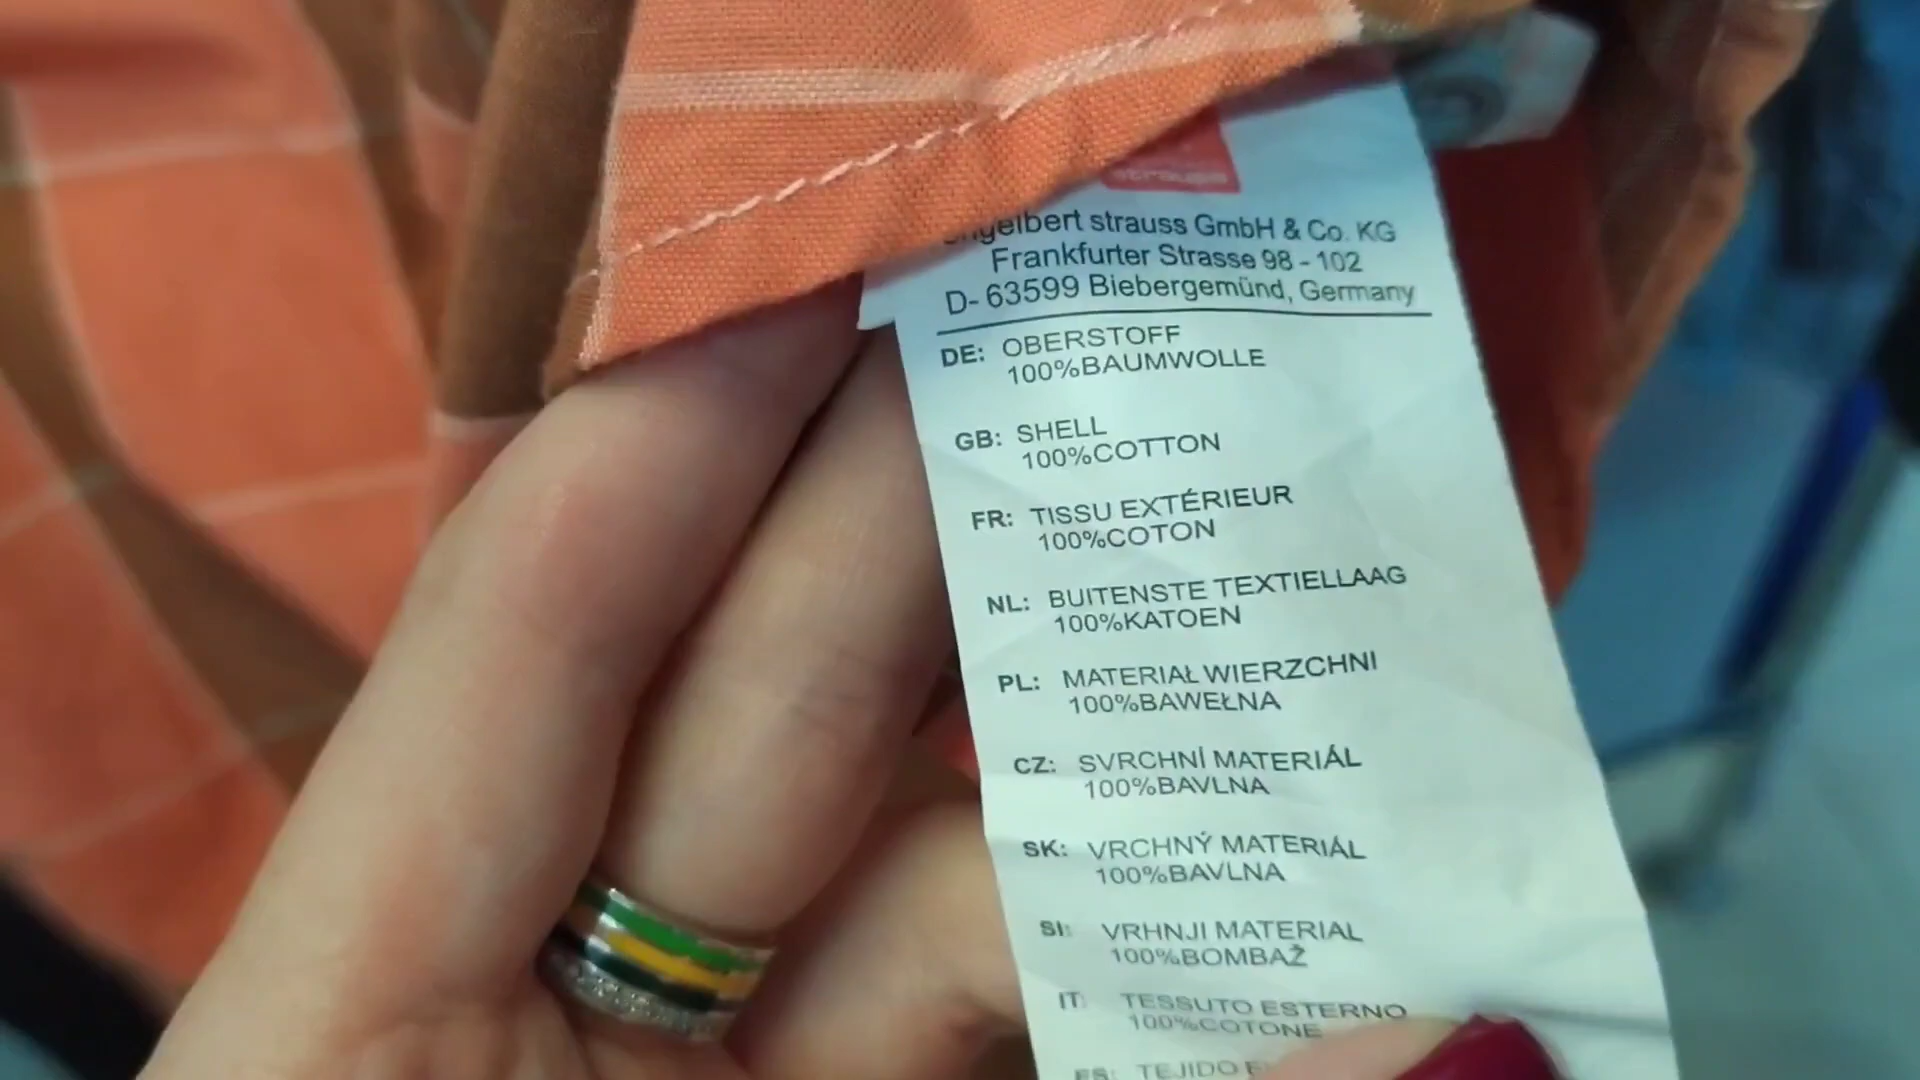 strauss
engelbert strauss GmbH & Co. KG
Frankfurter Strasse 98 - 102
D- 63599 Biebergemünd, Germany
DE: OBERSTOFF
100%BAUMWOLLE
GB: SHELL
100%COTTON
FR: TISSU EXTÉRIEUR
100%COTON
NL: BUITENSTE TEXTIELLAAG
100%KATOEN
PL: MATERIAŁ WIERZCHNI
100%BAWEŁNA
CZ: SVRCHNÍ MATERIÁL
100%BAVLNA
SK: VRCHNÝ MATERIÁL
100%BAVLNA
SI: VRHNJI MATERIAL
100%BOMBAŽ
IT: TESSUTO ESTERNO
100%COTONE
ES: TEJIDO